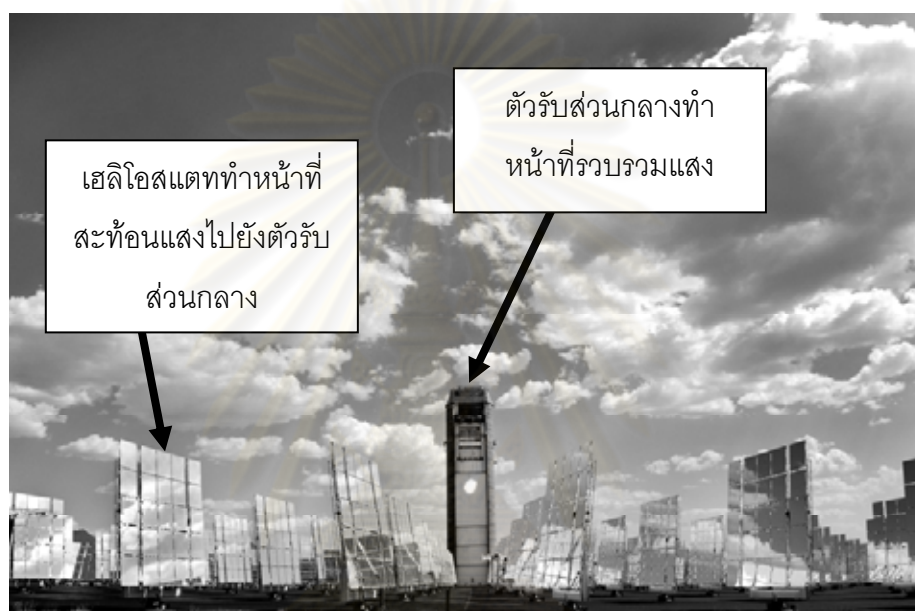 เฮลิโอสแตททำหน้าที่
สะท้อนแสงไปยังตัวรับ
ส่วนกลาง
ตัวรับส่วนกลางทำ
หน้าที่รวบรวมแสง